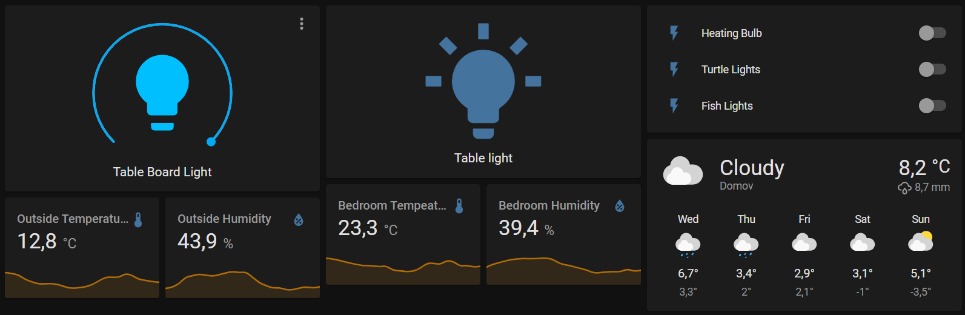 Table Board Light
Table light
Heating Bulb
Turtle Lights
Fish Lights
Outside Temperatu...
12,8 °C
Outside Humidity
43,9 %
Bedroom Tempeat...
23,3 °C
Bedroom Humidity
39,4 %
Cloudy
Domov
8,2 °C
8,7 mm
Wed Thu Fri Sat Sun
6,7° 3,4° 2,9° 3,1° 5,1°
3,3° 2° 2,1° -1° -3,5°